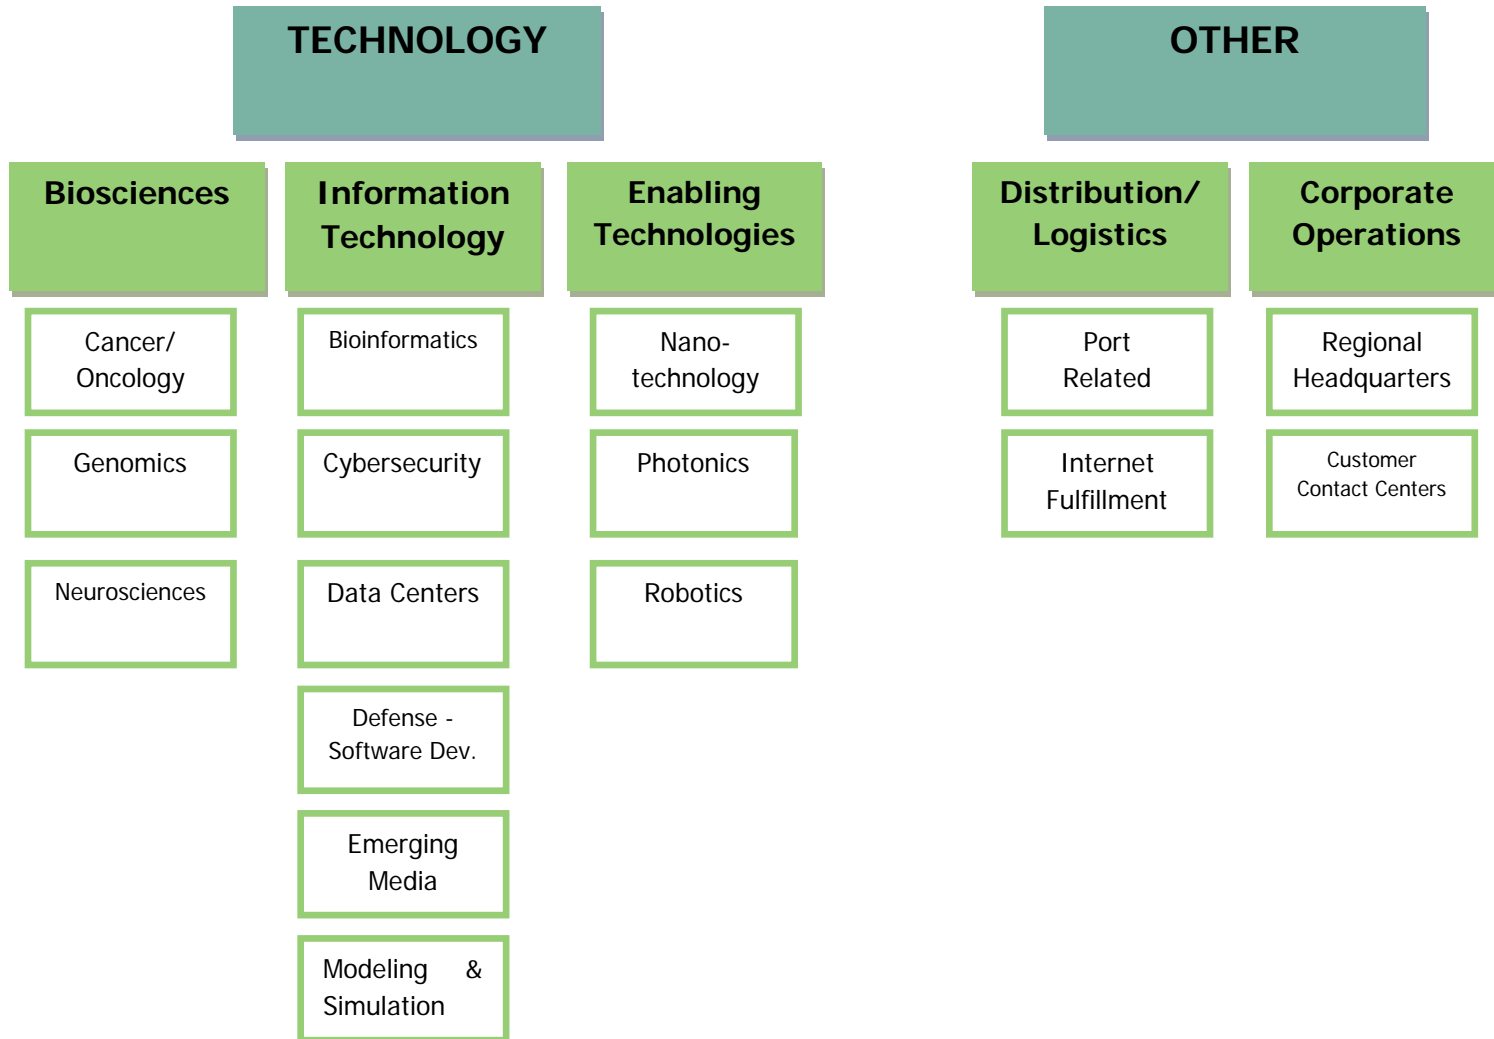 TECHNOLOGY
OTHER
Biosciences
Information
Technology
Enabling
Technologies
Distribution/
Logistics
Corporate
Operations
Cancer/
Oncology
Bioinformatics
Nano-
technology
Port
Related
Regional
Headquarters
Genomics
Cybersecurity
Photonics
Internet
Fulfillment
Customer
Contact Centers
Neurosciences
Data Centers
Robotics
Defense -
Software Dev.
Emerging
Media
Modeling &
Simulation